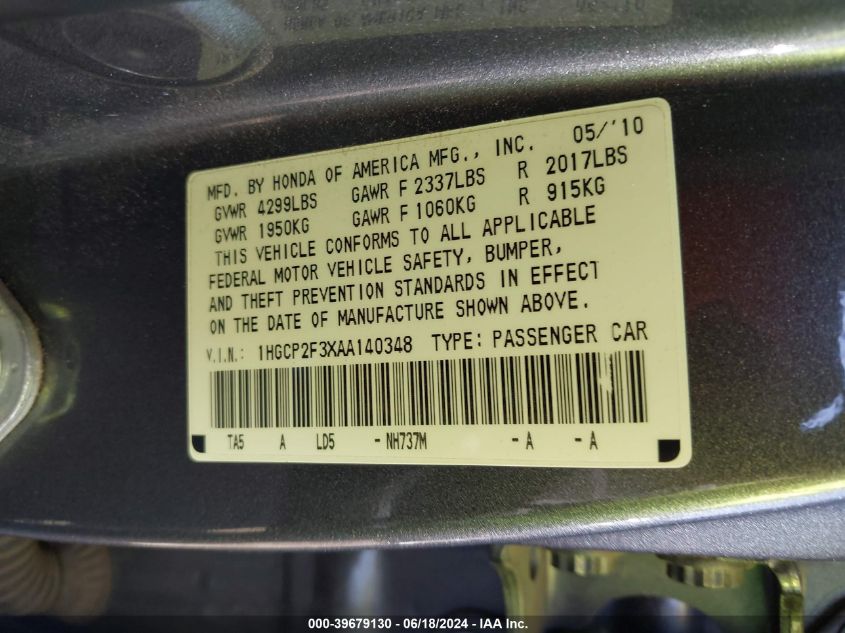 MFD. BY HONDA OF AMERICA MFG., INC. 05/'10
GVWR 4299LBS GAWR F 2337LBS R 2017LBS
GVWR 1950KG GAWR F 1060KG R 915KG
THIS VEHICLE CONFORMS TO ALL APPLICABLE
FEDERAL MOTOR VEHICLE SAFETY, BUMPER,
AND THEFT PREVENTION STANDARDS IN EFFECT
ON THE DATE OF MANUFACTURE SHOWN ABOVE.
V.I.N.: 1HGCP2F3XAA140348 TYPE: PASSENGER CAR
TA5 A LD5 -NH737M -A -A
000-39679130 - 06/18/2024 - IAA Inc.